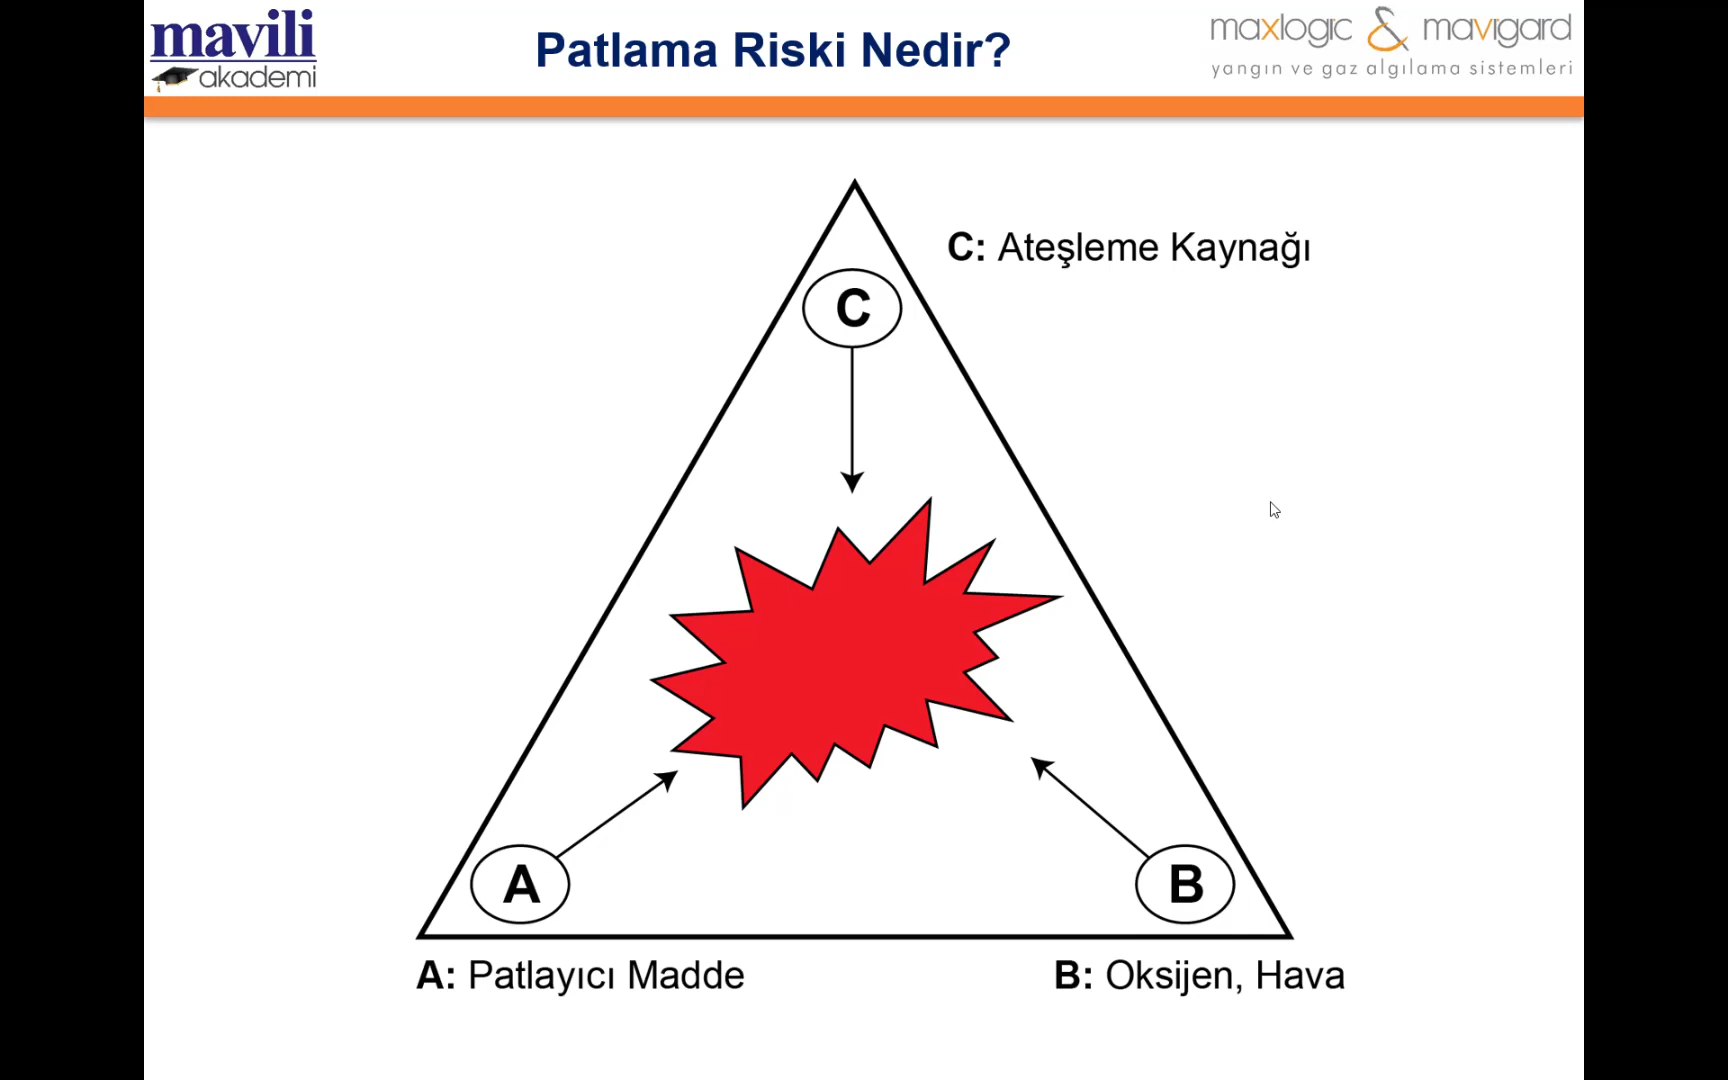 mavili
akademi
Patlama Riski Nedir?
maxlogic & mavigard
yangın ve gaz algılama sistemleri
C: Ateşleme Kaynağı
C
A
B
A: Patlayıcı Madde
B: Oksijen, Hava